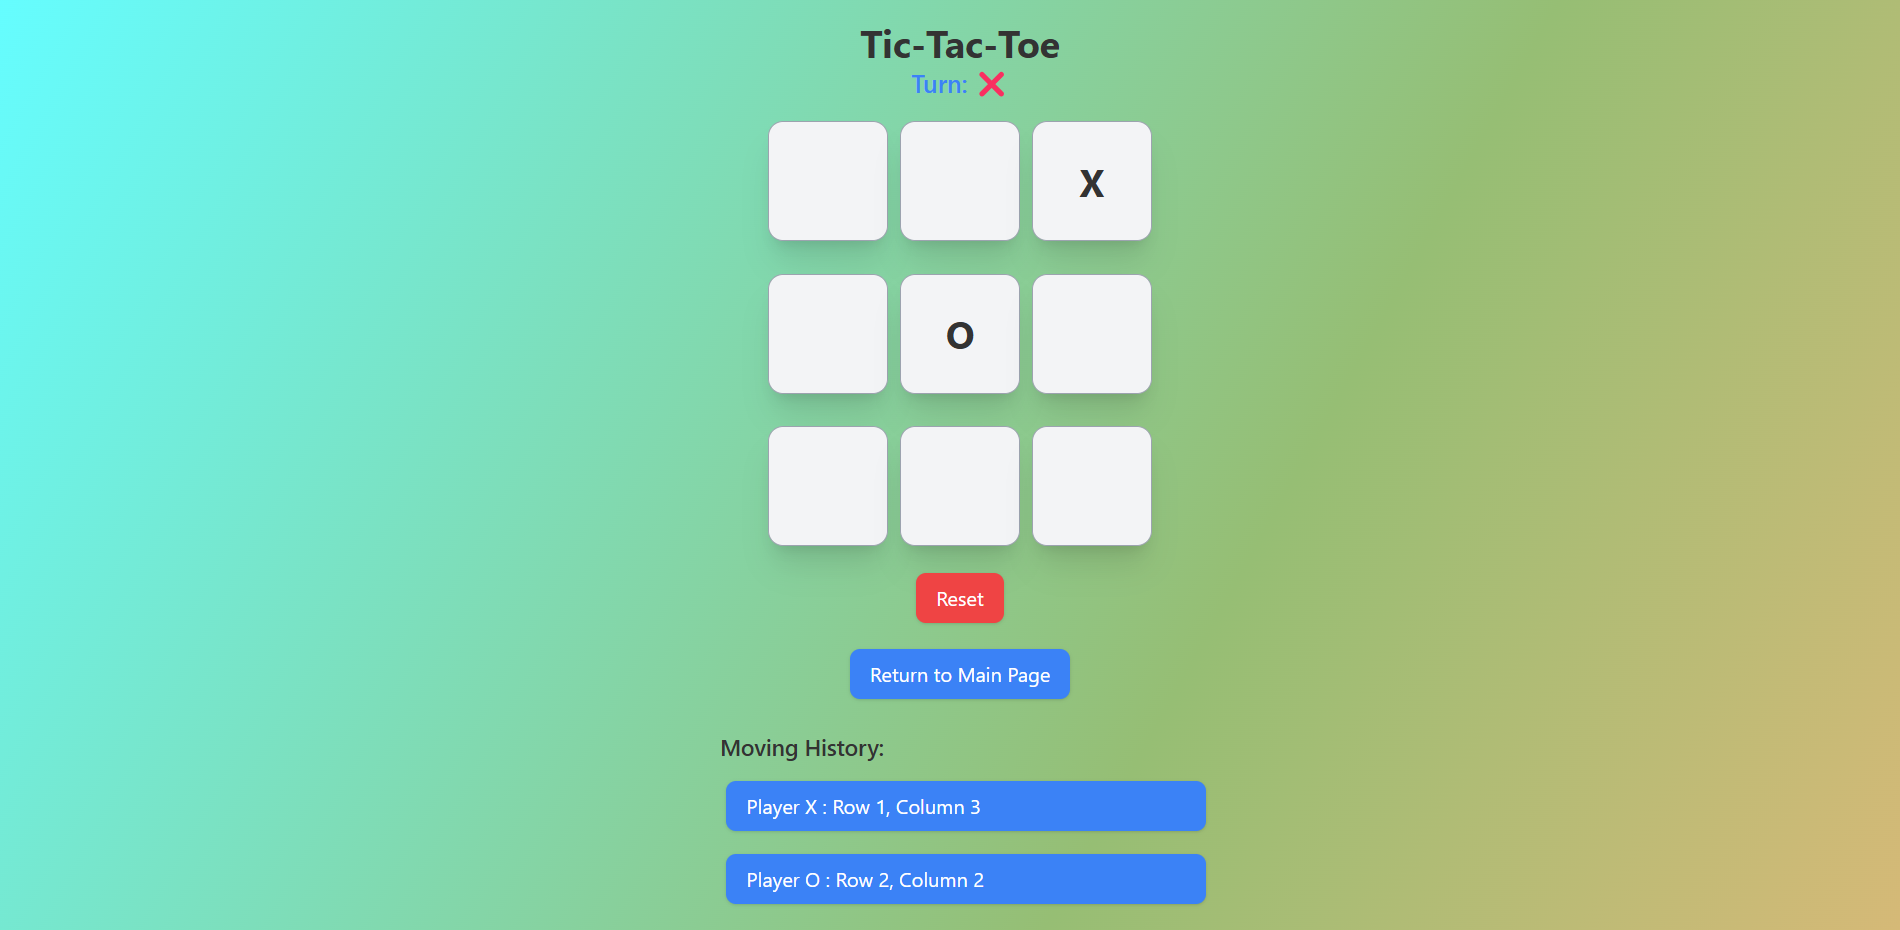 Tic-Tac-Toe
Turn: ❌
X
O
Reset
Return to Main Page
Moving History:
Player X : Row 1, Column 3
Player O : Row 2, Column 2